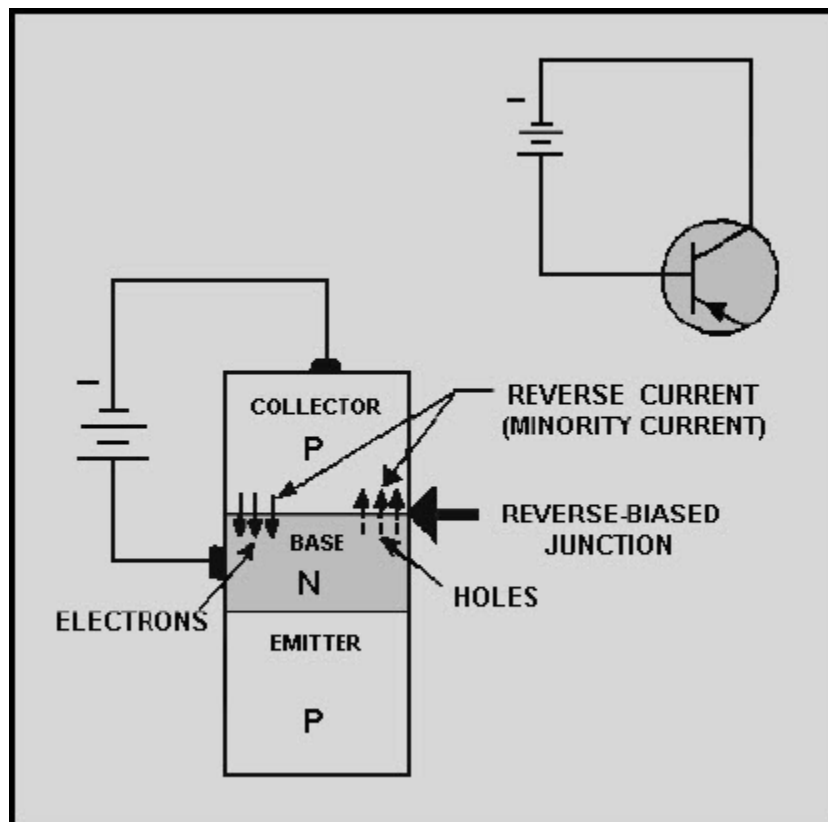 −
−
COLLECTOR
P
REVERSE CURRENT
(MINORITY CURRENT)
REVERSE-BIASED
JUNCTION
BASE
N
HOLES
ELECTRONS
EMITTER
P